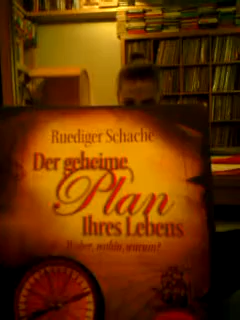 Ruediger Schache
Der geheime
Plan
Ihres Lebens
Woher, wohin, warum?